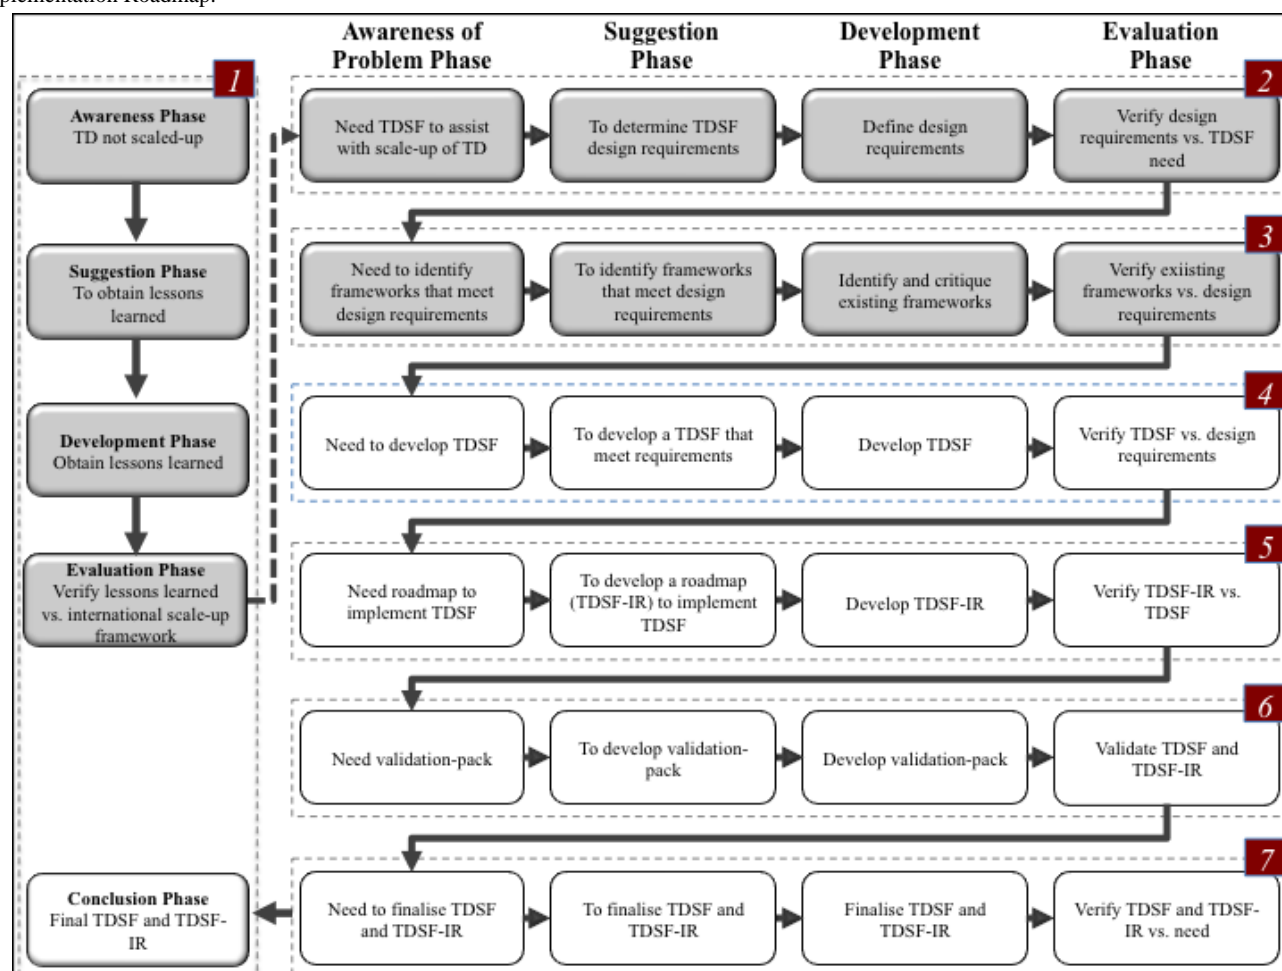 plementation Roadmap.
Awareness of
Problem Phase
Suggestion
Phase
Development
Phase
Evaluation
Phase
1
Awareness Phase
TD not scaled-up
Suggestion Phase
To obtain lessons
learned
Development Phase
Obtain lessons learned
Evaluation Phase
Verify lessons learned
vs. international scale-up
framework
Conclusion Phase
Final TDSF and TDSF-
IR
2
Need TDSF to assist
with scale-up of TD
To determine TDSF
design requirements
Define design
requirements
Verify design
requirements vs. TDSF
need
3
Need to identify
frameworks that meet
design requirements
To identify frameworks
that meet design
requirements
Identify and critique
existing frameworks
Verify exiisting
frameworks vs. design
requirements
4
Need to develop TDSF
To develop a TDSF that
meet requirements
Develop TDSF
Verify TDSF vs. design
requirements
5
Need roadmap to
implement TDSF
To develop a roadmap
(TDSF-IR) to implement
TDSF
Develop TDSF-IR
Verify TDSF-IR vs.
TDSF
6
Need validation-pack
To develop validation-
pack
Develop validation-pack
Validate TDSF and
TDSF-IR
7
Need to finalise TDSF
and TDSF-IR
To finalise TDSF and
TDSF-IR
Finalise TDSF and
TDSF-IR
Verify TDSF and TDSF-
IR vs. need